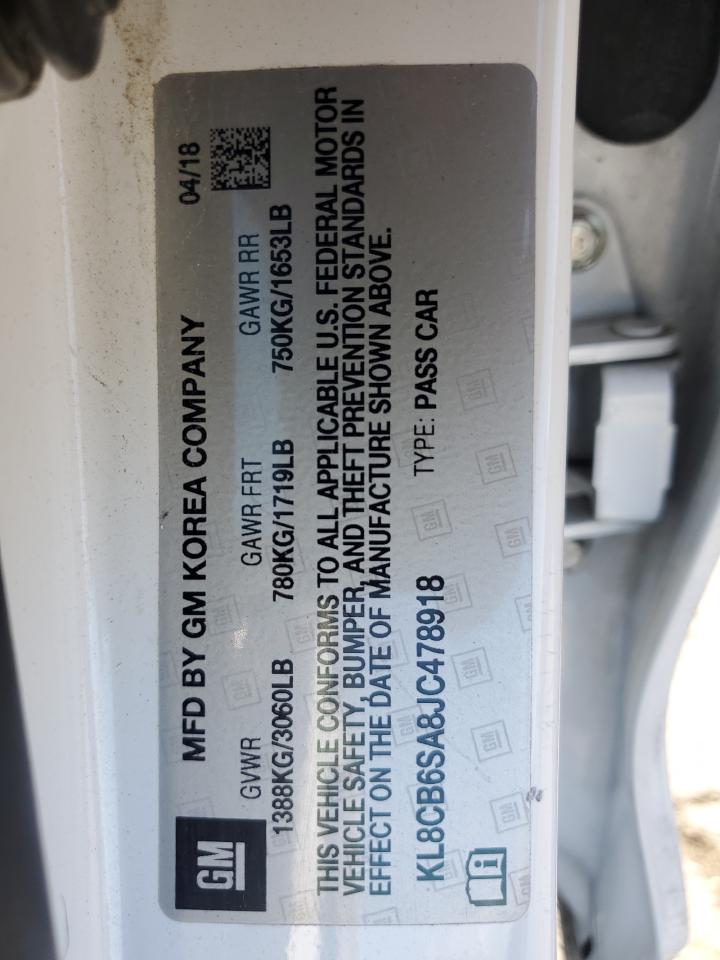 GM
MFD BY GM KOREA COMPANY 04/18
GVWR GAWR FRT GAWR RR
1388KG/3060LB 780KG/1719LB 750KG/1653LB
THIS VEHICLE CONFORMS TO ALL APPLICABLE U.S. FEDERAL MOTOR
VEHICLE SAFETY, BUMPER, AND THEFT PREVENTION STANDARDS IN
EFFECT ON THE DATE OF MANUFACTURE SHOWN ABOVE.
KL8CB6SA8JC478918 TYPE: PASS CAR